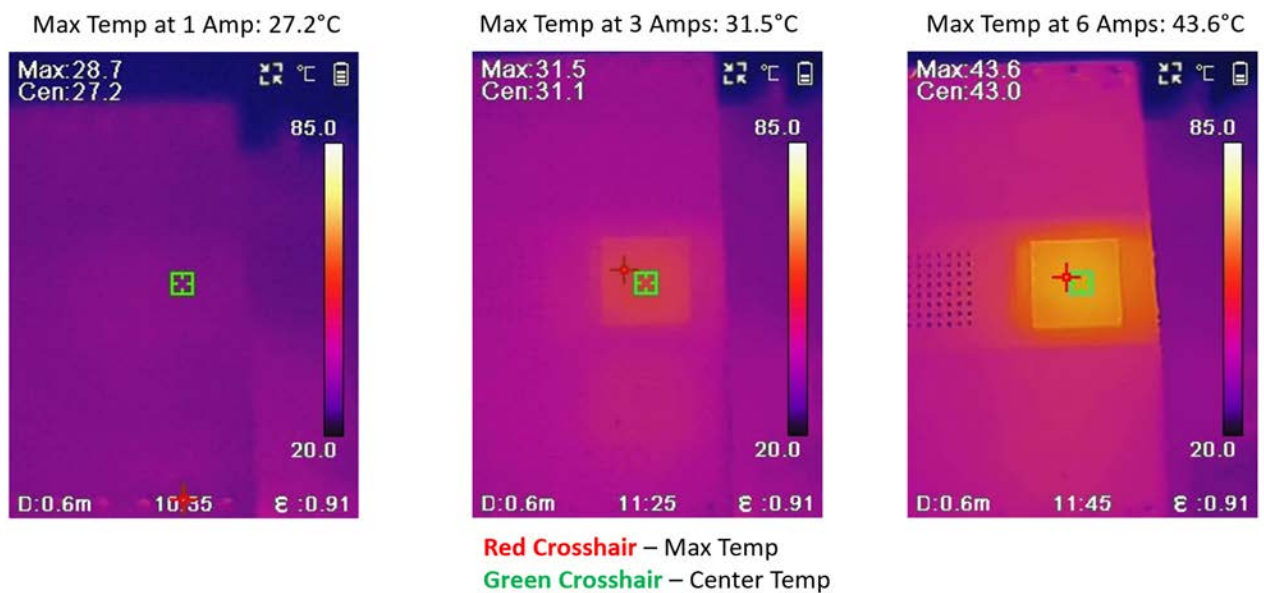 Max Temp at 1 Amp: 27.2°C
Max:28.7
Cen:27.2
°C
85.0
20.0
D:0.6m 10:35 ε :0.91
Max Temp at 3 Amps: 31.5°C
Max:31.5
Cen:31.1
°C
85.0
20.0
D:0.6m 11:25 ε :0.91
Max Temp at 6 Amps: 43.6°C
Max:43.6
Cen:43.0
°C
85.0
20.0
D:0.6m 11:45 ε :0.91
Red Crosshair – Max Temp
Green Crosshair – Center Temp